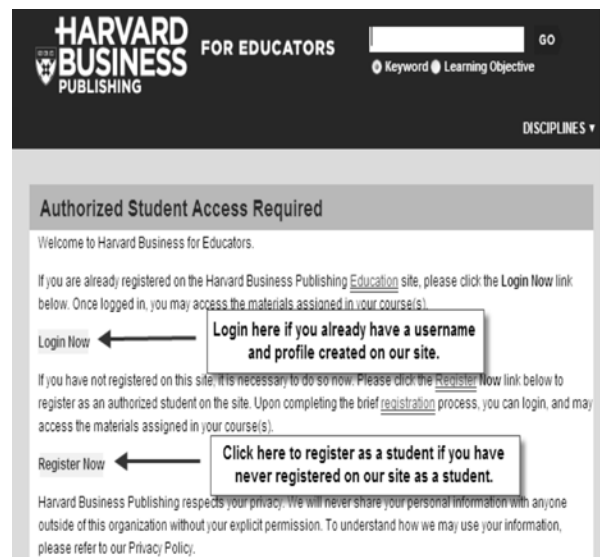 HARVARD
BUSINESS
PUBLISHING
FOR EDUCATORS
GO
Keyword Learning Objective
DISCIPLINES ▾
Authorized Student Access Required
Welcome to Harvard Business for Educators.
If you are already registered on the Harvard Business Publishing Education site, please click the Login Now link
below. Once logged in, you may access the materials assigned in your course(s).
Login Now
Login here if you already have a username
and profile created on our site.
If you have not registered on this site, it is necessary to do so now. Please click the Register Now link below to
register as an authorized student on the site. Upon completing the brief registration process, you can login, and may
access the materials assigned in your course(s).
Register Now
Click here to register as a student if you have
never registered on our site as a student.
Harvard Business Publishing respects your privacy. We will never share your personal information with anyone
outside of this organization without your explicit permission. To understand how we may use your information,
please refer to our Privacy Policy.